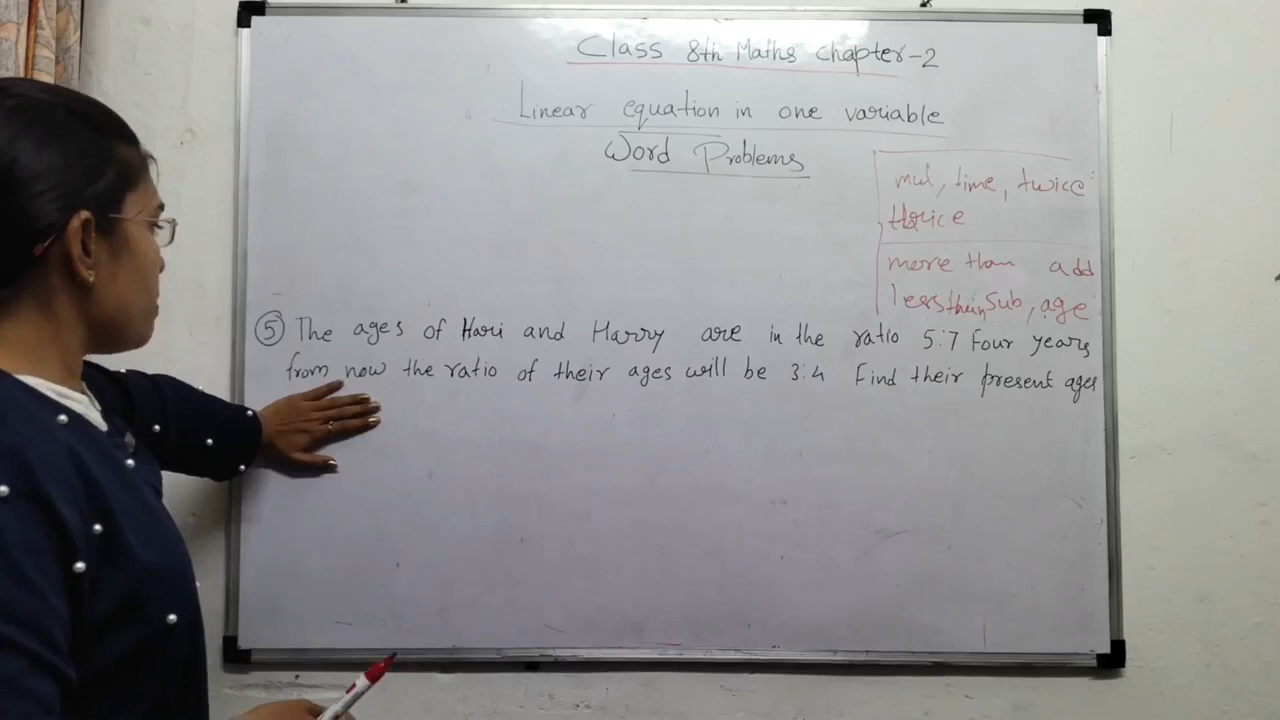 Class 8th Maths Chapter-2
Linear equation in one variable
Word Problems
mul, time, twice
thrice
more than add
less than Sub, age
⑤ The ages of Hari and Harry are in the ratio 5:7 Four years
from now the ratio of their ages will be 3:4 Find their present ages